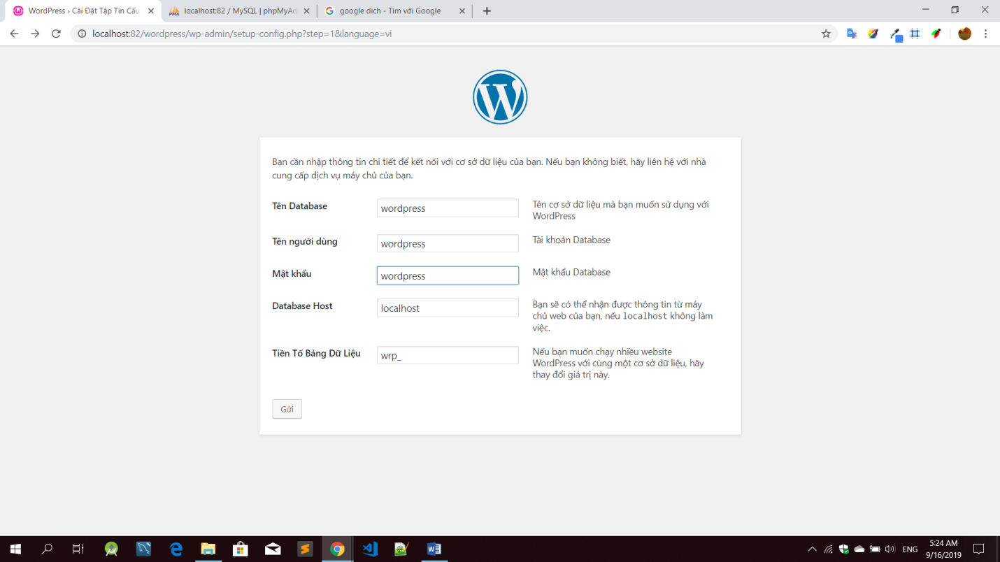 WordPress › Cài Đặt Tập Tin Cấu
localhost:82 / MySQL | phpMyAd
google dich - Tìm với Google
localhost:82/wordpress/wp-admin/setup-config.php?step=1&language=vi
Bạn cần nhập thông tin chi tiết để kết nối với cơ sở dữ liệu của bạn. Nếu bạn không biết, hãy liên hệ với nhà
cung cấp dịch vụ máy chủ của bạn.
Tên Database
wordpress
Tên cơ sở dữ liệu mà bạn muốn sử dụng với
WordPress
Tên người dùng
wordpress
Tài khoản Database
Mật khẩu
wordpress
Mật khẩu Database
Database Host
localhost
Bạn sẽ có thể nhận được thông tin từ máy
chủ web của bạn, nếu localhost không làm
việc.
Tiền Tố Bảng Dữ Liệu
wrp_
Nếu bạn muốn chạy nhiều website
WordPress với cùng một cơ sở dữ liệu, hãy
thay đổi giá trị này.
Gửi
ENG
5:24 AM
9/16/2019